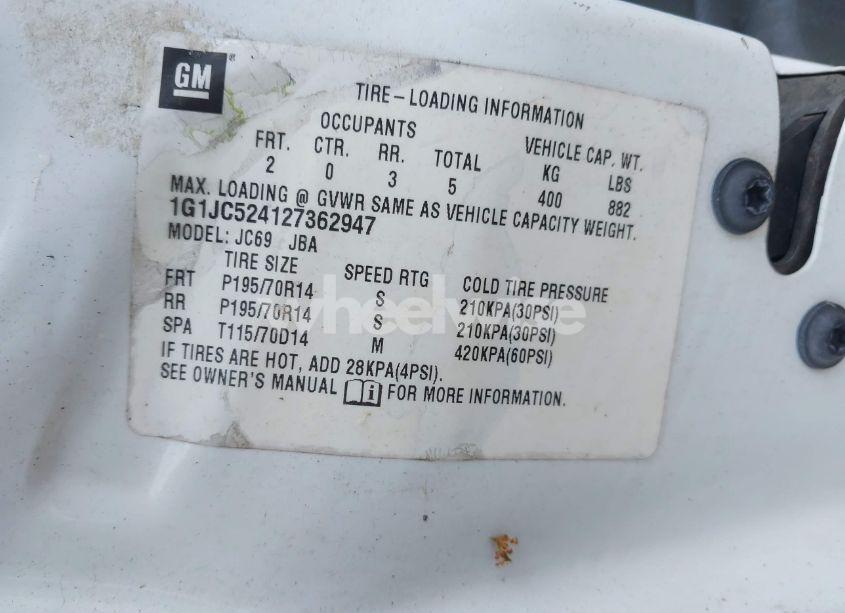 GM
TIRE-LOADING INFORMATION
OCCUPANTS VEHICLE CAP. WT.
FRT. CTR. RR. TOTAL KG LBS
2 0 3 5 400 882
MAX. LOADING @ GVWR SAME AS VEHICLE CAPACITY WEIGHT.
1G1JC524127362947
MODEL: JC69 JBA
TIRE SIZE SPEED RTG COLD TIRE PRESSURE
FRT P195/70R14 S 210KPA(30PSI)
RR P195/70R14 S 210KPA(30PSI)
SPA T115/70D14 M 420KPA(60PSI)
IF TIRES ARE HOT, ADD 28KPA(4PSI).
SEE OWNER'S MANUAL i FOR MORE INFORMATION.